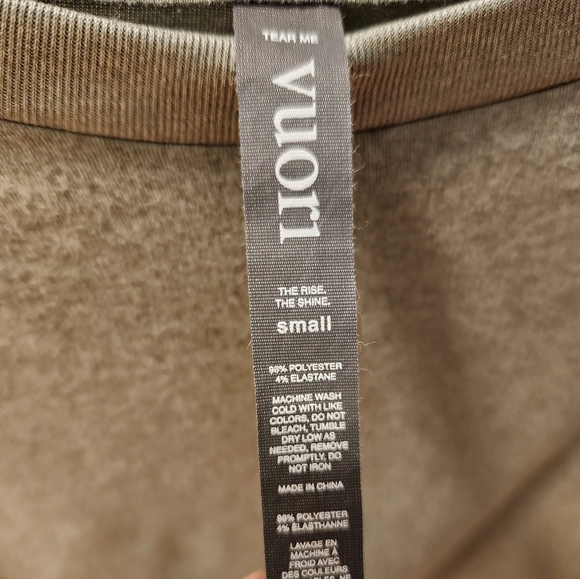 TEAR ME
vuori
THE RISE.
THE SHINE.
small
96% POLYESTER
4% ELASTANE
MACHINE WASH
COLD WITH LIKE
COLORS, DO NOT
BLEACH, TUMBLE
DRY LOW AS
NEEDED, REMOVE
PROMPTLY, DO
NOT IRON
MADE IN CHINA
96% POLYESTER
4% ÉLASTHANNE
LAVAGE EN
MACHINE À
FROID AVEC
DES COULEURS
NE